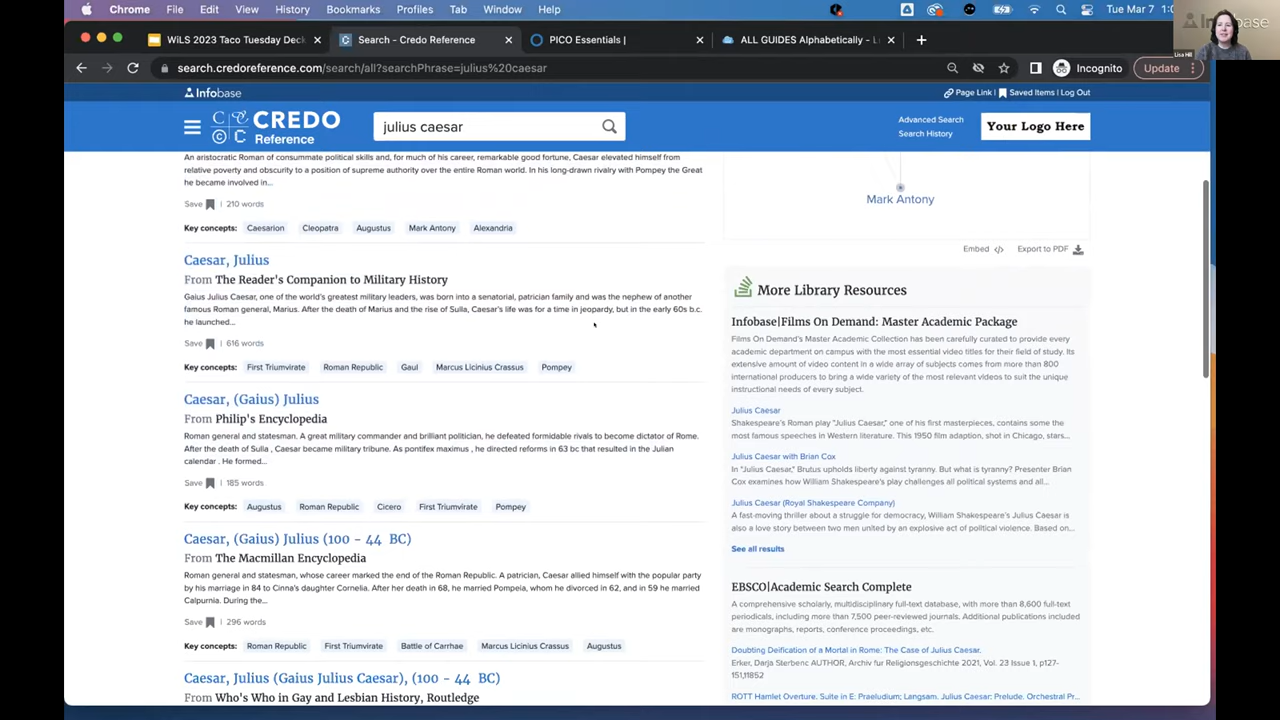 Chrome File Edit View History Bookmarks Profiles Tab Window Help
Tue Mar 7
Infobase
Lisa Hill
WiLS 2023 Taco Tuesday Deck
Search - Credo Reference
PICO Essentials |
ALL GUIDES Alphabetically - L
search.credoreference.com/search/all?searchPhrase=julius%20caesar
Incognito
Update
Infobase
Page Link | Saved Items | Log Out
CREDO
Reference
julius caesar
Advanced Search
Search History
Your Logo Here
An aristocratic Roman of consummate political skills and, for much of his career, remarkable good fortune, Caesar elevated himself from
relative poverty and obscurity to a position of supreme authority over the entire Roman world. In his long-drawn rivalry with Pompey the Great
he became involved in...
Save | 210 words
Key concepts: Caesarion Cleopatra Augustus Mark Antony Alexandria
Caesar, Julius
From The Reader's Companion to Military History
Gaius Julius Caesar, one of the world's greatest military leaders, was born into a senatorial, patrician family and was the nephew of another
famous Roman general, Marius. After the death of Marius and the rise of Sulla, Caesar's life was for a time in jeopardy, but in the early 60s b.c.
he launched...
Save | 616 words
Key concepts: First Triumvirate Roman Republic Gaul Marcus Licinius Crassus Pompey
Caesar, (Gaius) Julius
From Philip's Encyclopedia
Roman general and statesman. A great military commander and brilliant politician, he defeated formidable rivals to become dictator of Rome.
After the death of Sulla , Caesar became military tribune. As pontifex maximus , he directed reforms in 63 bc that resulted in the Julian
calendar . He formed...
Save | 185 words
Key concepts: Augustus Roman Republic Cicero First Triumvirate Pompey
Caesar, (Gaius) Julius (100 - 44 BC)
From The Macmillan Encyclopedia
Roman general and statesman, whose career marked the end of the Roman Republic. A patrician, Caesar allied himself with the popular party
by his marriage in 84 to Cinna's daughter Cornelia. After her death in 68, he married Pompeia, whom he divorced in 62, and in 59 he married
Calpurnia. During the...
Save | 296 words
Key concepts: Roman Republic First Triumvirate Battle of Carrhae Marcus Licinius Crassus Augustus
Caesar, Julius (Gaius Julius Caesar), (100 - 44 BC)
From Who's Who in Gay and Lesbian History, Routledge
Mark Antony
Embed </> Export to PDF
More Library Resources
Infobase|Films On Demand: Master Academic Package
Films On Demand's Master Academic Collection has been carefully curated to provide every
academic department on campus with the most essential video titles for their field of study. Its
extensive amount of video content in a wide array of subjects comes from more than 800
international producers to bring a wide variety of the most relevant videos to suit the unique
instructional needs of every subject.
Julius Caesar
Shakespeare's Roman play "Julius Caesar," one of his first masterpieces, contains some of the
most famous speeches in Western literature. This 1950 film adaption, shot in Chicago, stars...
Julius Caesar with Brian Cox
In "Julius Caesar," Brutus upholds liberty against tyranny. But what is tyranny? Presenter Brian
Cox examines how William Shakespeare's play challenges all political systems and all...
Julius Caesar (Royal Shakespeare Company)
A fast-moving thriller about a struggle for democracy, William Shakespeare's Julius Caesar is
also a love story between two men united by an explosive act of political violence. Based on...
See all results
EBSCO|Academic Search Complete
A comprehensive scholarly, multidisciplinary full-text database, with more than 8,600 full-text
periodicals, including more than 7,500 peer-reviewed journals. Additional publications included
are monographs, reports, conference proceedings, etc.
Doubting Deification of a Mortal in Rome: The Case of Julius Caesar.
Erker, Darja Sterbenc AUTHOR, Archiv fur Religionsgeschichte 2021, Vol. 23 Issue 1, p127-
151,11852
ROTT Hamlet Overture. Suite in E: Praeludium; Langsam. Julius Caesar: Prelude. Orchestral Pr...